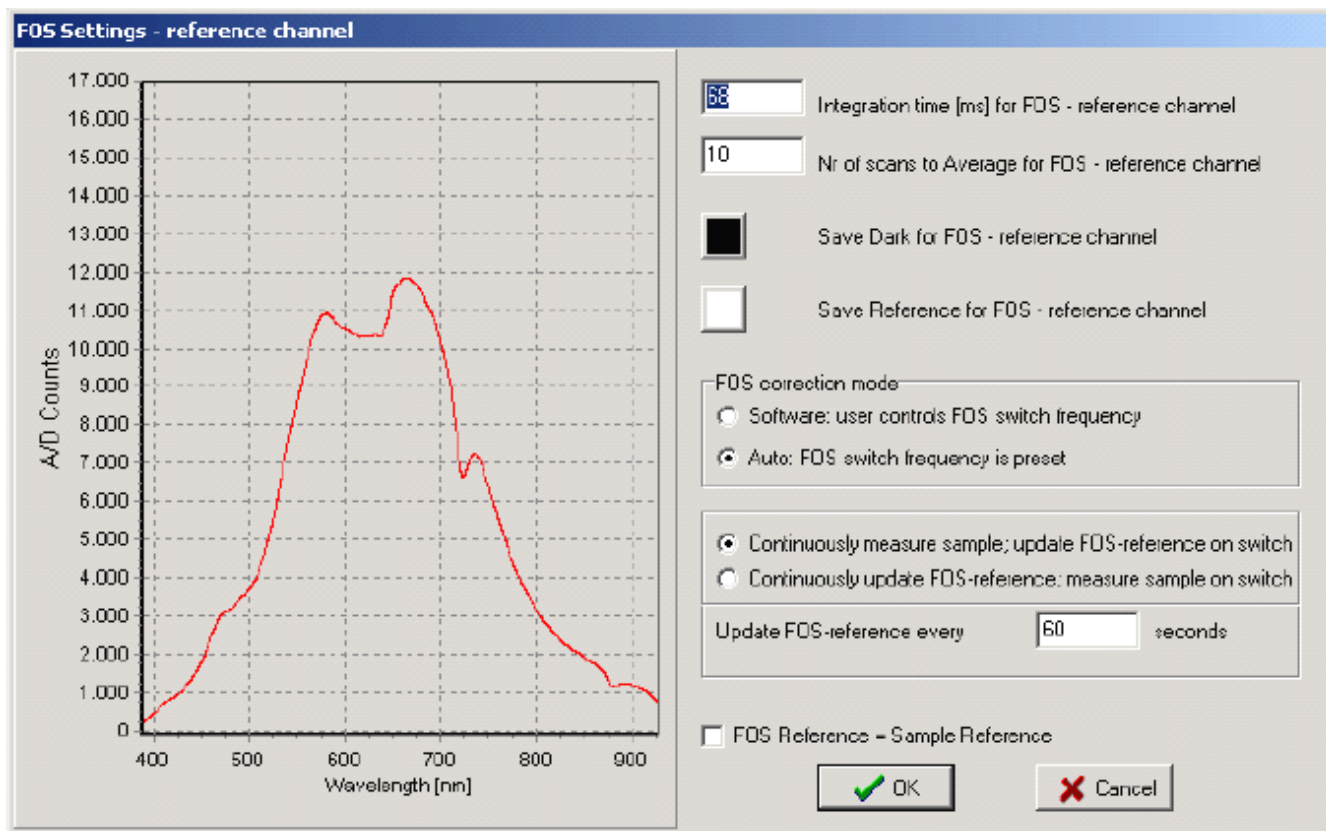 FOS Settings - reference channel
17.000
16.000
15.000
14.000
13.000
12.000
11.000
10.000
9.000
8.000
7.000
6.000
5.000
4.000
3.000
2.000
1.000
0
A/D Counts
400 500 600 700 800 900
Wavelength [nm]
68 Integration time [ms] for FOS - reference channel
10 Nr of scans to Average for FOS - reference channel
Save Dark for FOS - reference channel
Save Reference for FOS - reference channel
FOS correction mode
Software: user controls FOS switch frequency
Auto: FOS switch frequency is preset
Continuously measure sample; update FOS-reference on switch
Continuously update FOS-reference; measure sample on switch
Update FOS-reference every 60 seconds
FOS Reference = Sample Reference
OK Cancel